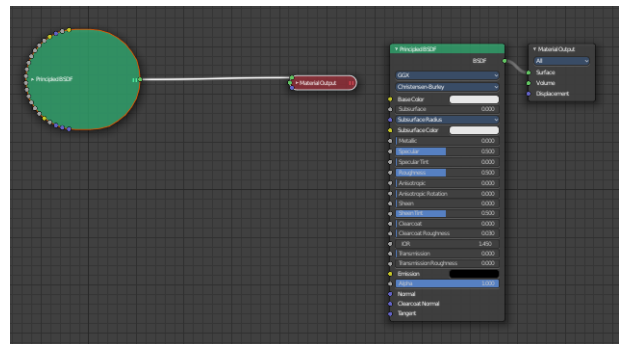 Principled BSDF
Material Output
Principled BSDF
BSDF
GGX
Christensen-Burley
Base Color
Subsurface 0.000
Subsurface Radius
Subsurface Color
Metallic 0.000
Specular 0.500
Specular Tint 0.000
Roughness 0.500
Anisotropic 0.000
Anisotropic Rotation 0.000
Sheen 0.000
Sheen Tint 0.500
Clearcoat 0.000
Clearcoat Roughness 0.030
IOR 1.450
Transmission 0.000
Transmission Roughness 0.000
Emission
Alpha 1.000
Normal
Clearcoat Normal
Tangent
Material Output
All
Surface
Volume
Displacement